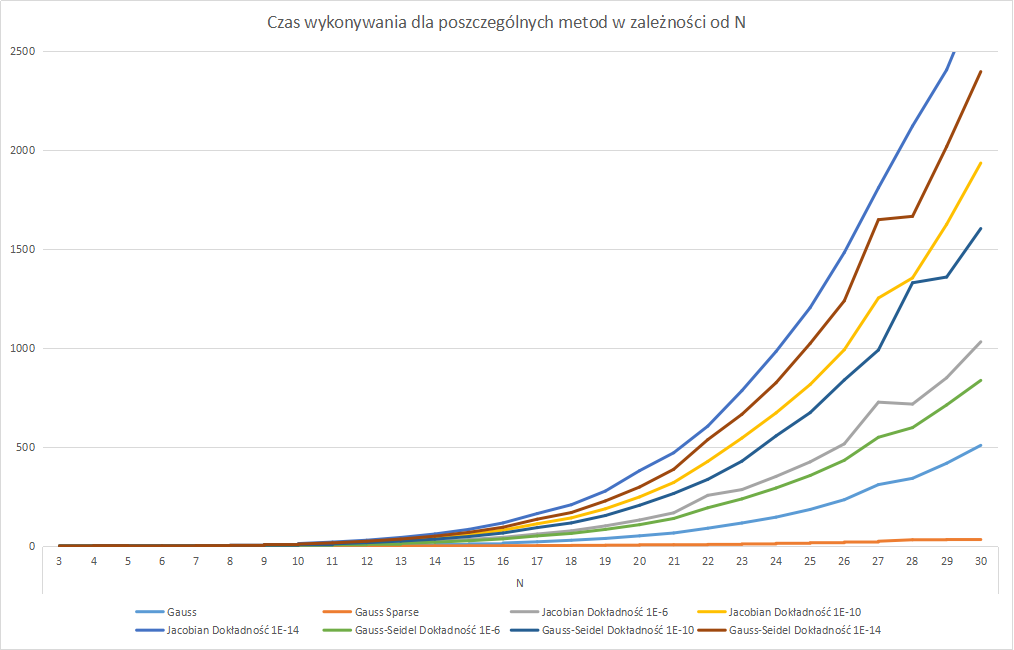 Czas wykonywania dla poszczególnych metod w zależności od N
2500
2000
1500
1000
500
0
3 4 5 6 7 8 9 10 11 12 13 14 15 16 17 18 19 20 21 22 23 24 25 26 27 28 29 30
N
Gauss Gauss Sparse Jacobian Dokładność 1E-6 Jacobian Dokładność 1E-10
Jacobian Dokładność 1E-14 Gauss-Seidel Dokładność 1E-6 Gauss-Seidel Dokładność 1E-10 Gauss-Seidel Dokładność 1E-14